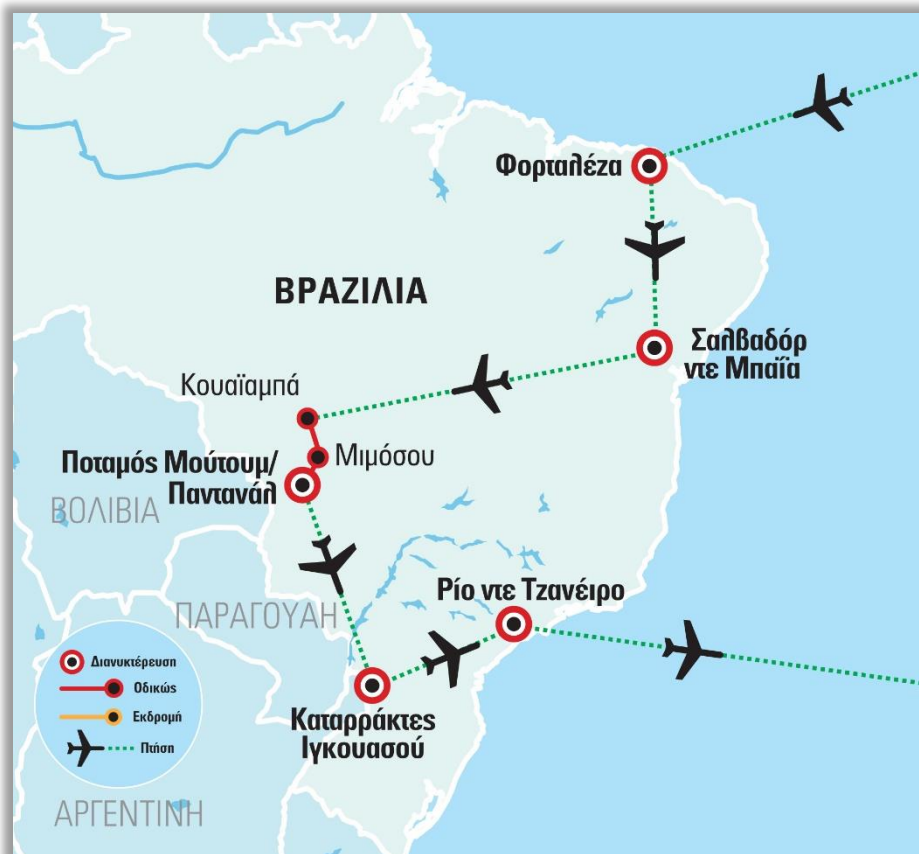 Φορταλέζα
ΒΡΑΖΙΛΙΑ
Σαλβαδόρ
ντε Μπαΐα
Κουαϊαμπά
Μιμόσου
Ποταμός Μούτουμ/
Παντανάλ
ΒΟΛΙΒΙΑ
Ρίο ντε Τζανέιρο
ΠΑΡΑΓΟΥΑΗ
Διανυκτέρευση
Οδικώς
Εκδρομή
Πτήση
Καταρράκτες
Ιγκουασού
ΑΡΓΕΝΤΙΝΗ